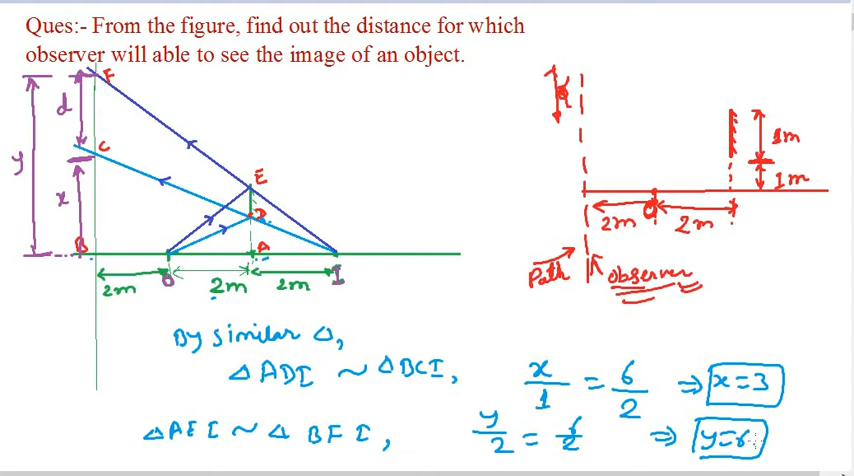 Ques:- From the figure, find out the distance for which
observer will able to see the image of an object.
F
d
C
y
x
E
D
B
A
O
I
2m
2m
2m
1m
1m
2m
O
2m
Path
observer
By similar Δ,
Δ ADI ~ Δ BCI,
x/1 = 6/2 ⇒ x=3
Δ AEI ~ Δ BFI,
y/2 = 6/2 ⇒ y=6